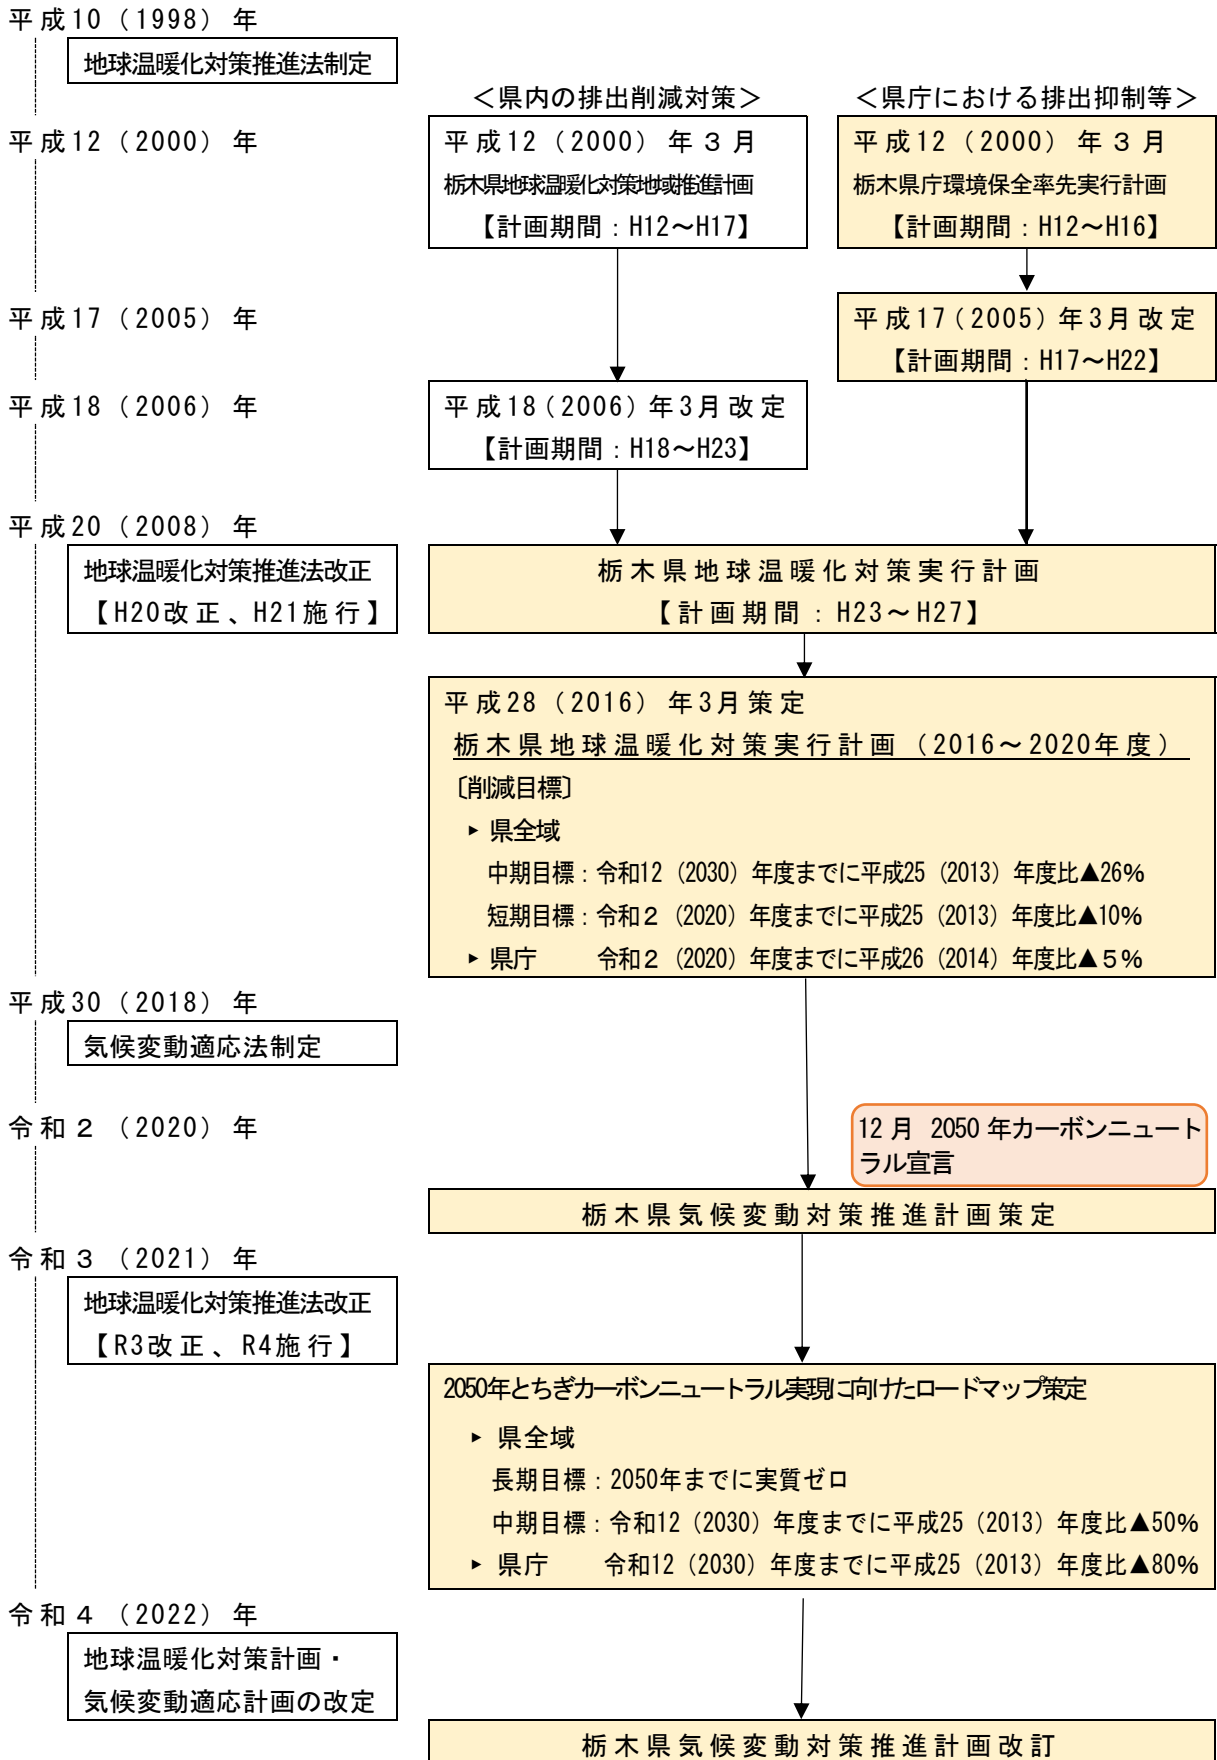 平成10（1998）年
地球温暖化対策推進法制定
＜県内の排出削減対策＞
＜県庁における排出抑制等＞
平成12（2000）年
平成12（2000）年３月
栃木県地球温暖化対策地域推進計画
【計画期間：H12～H17】
平成12（2000）年３月
栃木県庁環境保全率先実行計画
【計画期間：H12～H16】
平成17（2005）年
平成17（2005）年3月改定
【計画期間：H17～H22】
平成18（2006）年
平成18（2006）年3月改定
【計画期間：H18～H23】
平成20（2008）年
地球温暖化対策推進法改正
【H20改正、H21施行】
栃木県地球温暖化対策実行計画
【計画期間：H23～H27】
平成28（2016）年3月策定
栃木県地球温暖化対策実行計画（2016～2020年度）
〔削減目標〕
▶ 県全域
中期目標：令和12（2030）年度までに平成25（2013）年度比▲26％
短期目標：令和２（2020）年度までに平成25（2013）年度比▲10％
▶ 県庁　　令和２（2020）年度までに平成26（2014）年度比▲５％
平成30（2018）年
気候変動適応法制定
令和２（2020）年
12月 2050年カーボンニュート
ラル宣言
栃木県気候変動対策推進計画策定
令和３（2021）年
地球温暖化対策推進法改正
【R3改正、R4施行】
2050年とちぎカーボンニュートラル実現に向けたロードマップ策定
▶ 県全域
長期目標：2050年までに実質ゼロ
中期目標：令和12（2030）年度までに平成25（2013）年度比▲50％
▶ 県庁　　令和12（2030）年度までに平成25（2013）年度比▲80％
令和４（2022）年
地球温暖化対策計画・
気候変動適応計画の改定
栃木県気候変動対策推進計画改訂